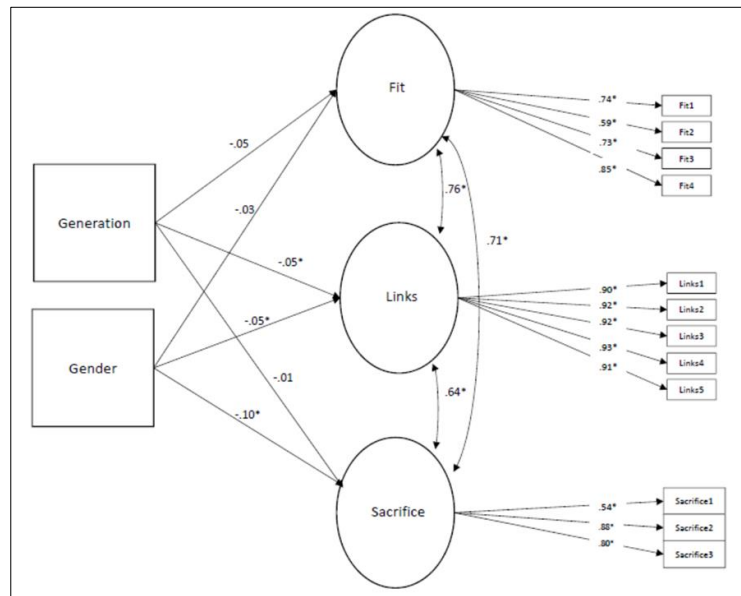 Fit
.74*
Fit1
.59*
Fit2
.73*
Fit3
.85*
Fit4
-.05
-.03
Generation
.76*
.71*
-.05*
Links
.90*
Links1
.92*
Links2
.92*
Links3
.93*
Links4
.91*
Links5
-.05*
Gender
-.01
-.10*
.64*
Sacrifice
.54*
Sacrifice1
.88*
Sacrifice2
.80*
Sacrifice3